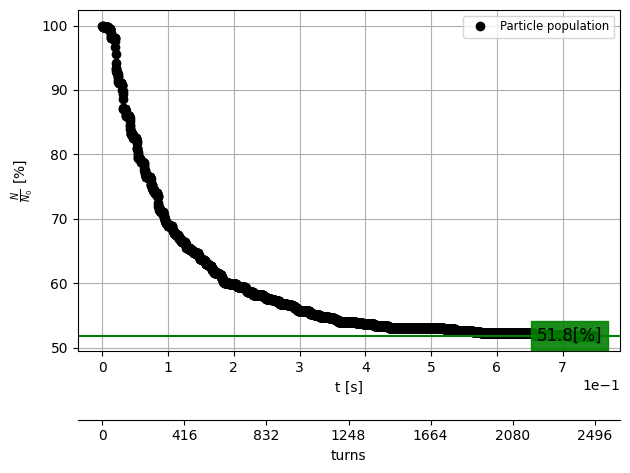 Particle population
100
90
80
70
60
50
N/N₀ [%]
51.8[%]
0 1 2 3 4 5 6 7
1e−1
t [s]
0 416 832 1248 1664 2080 2496
turns